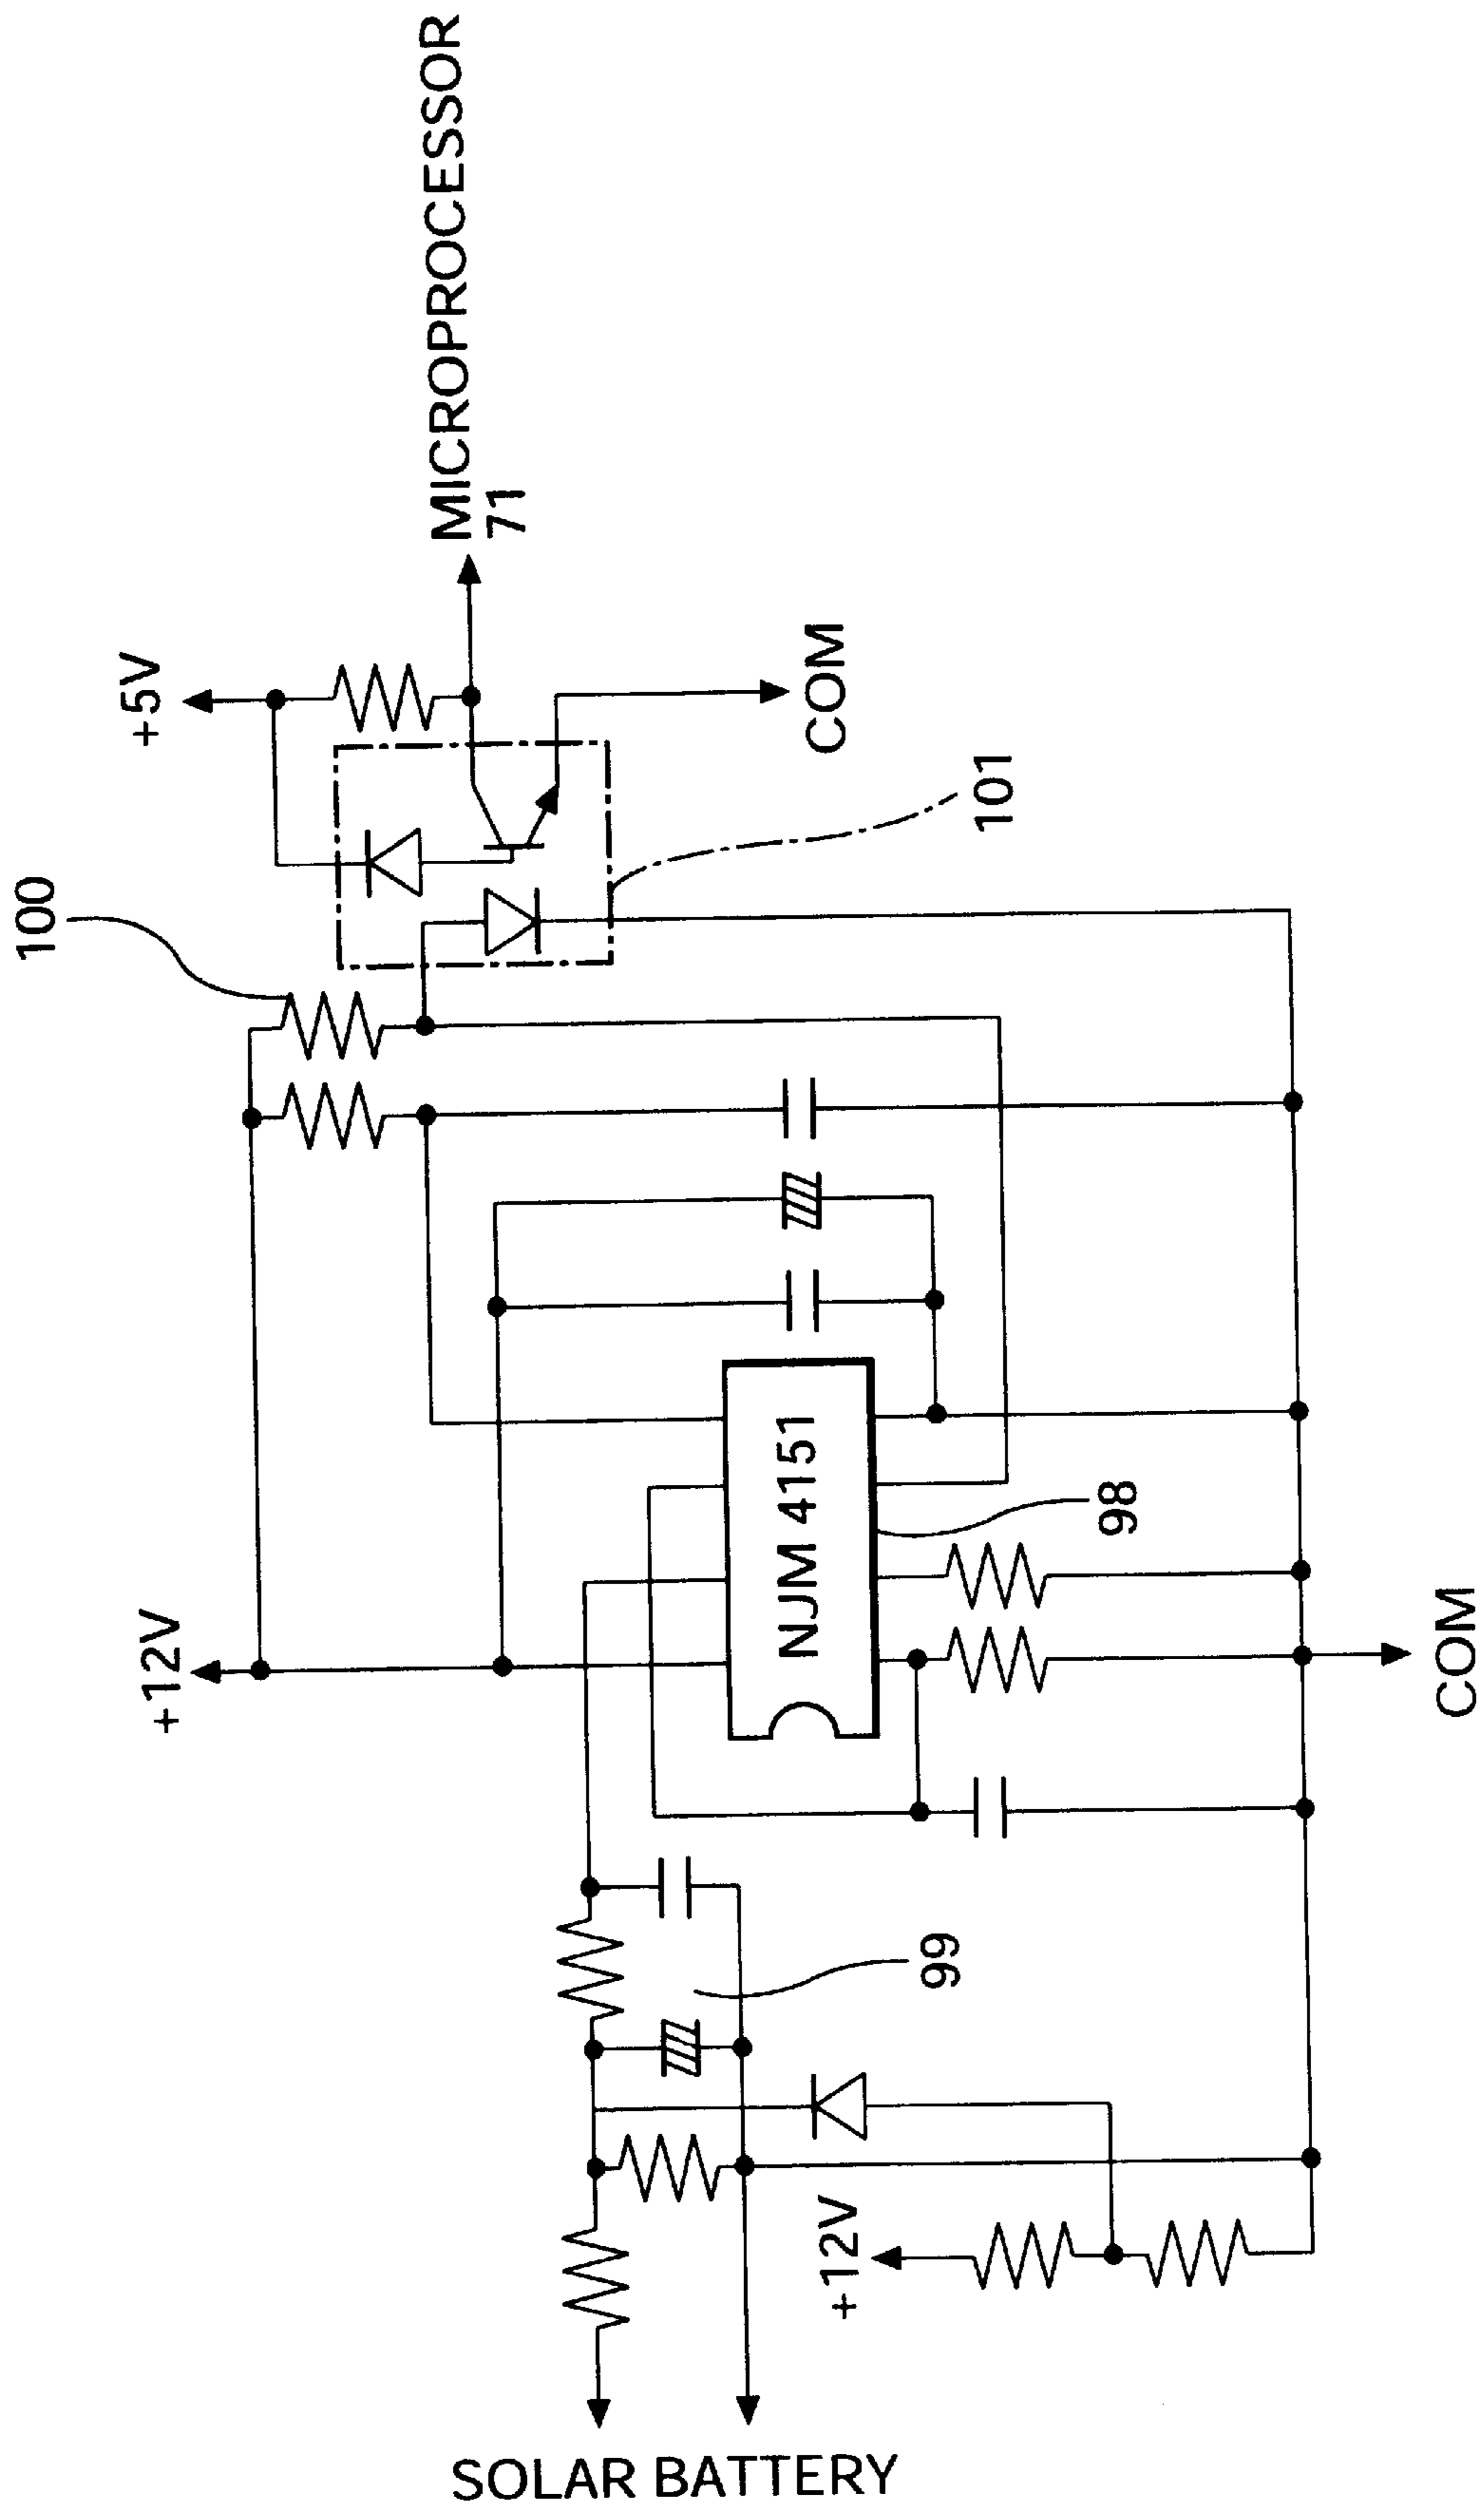 100
+5V
MICROPROCESSOR
71
COM
101
+12V
NJM 4151
98
99
+12V
COM
SOLAR BATTERY